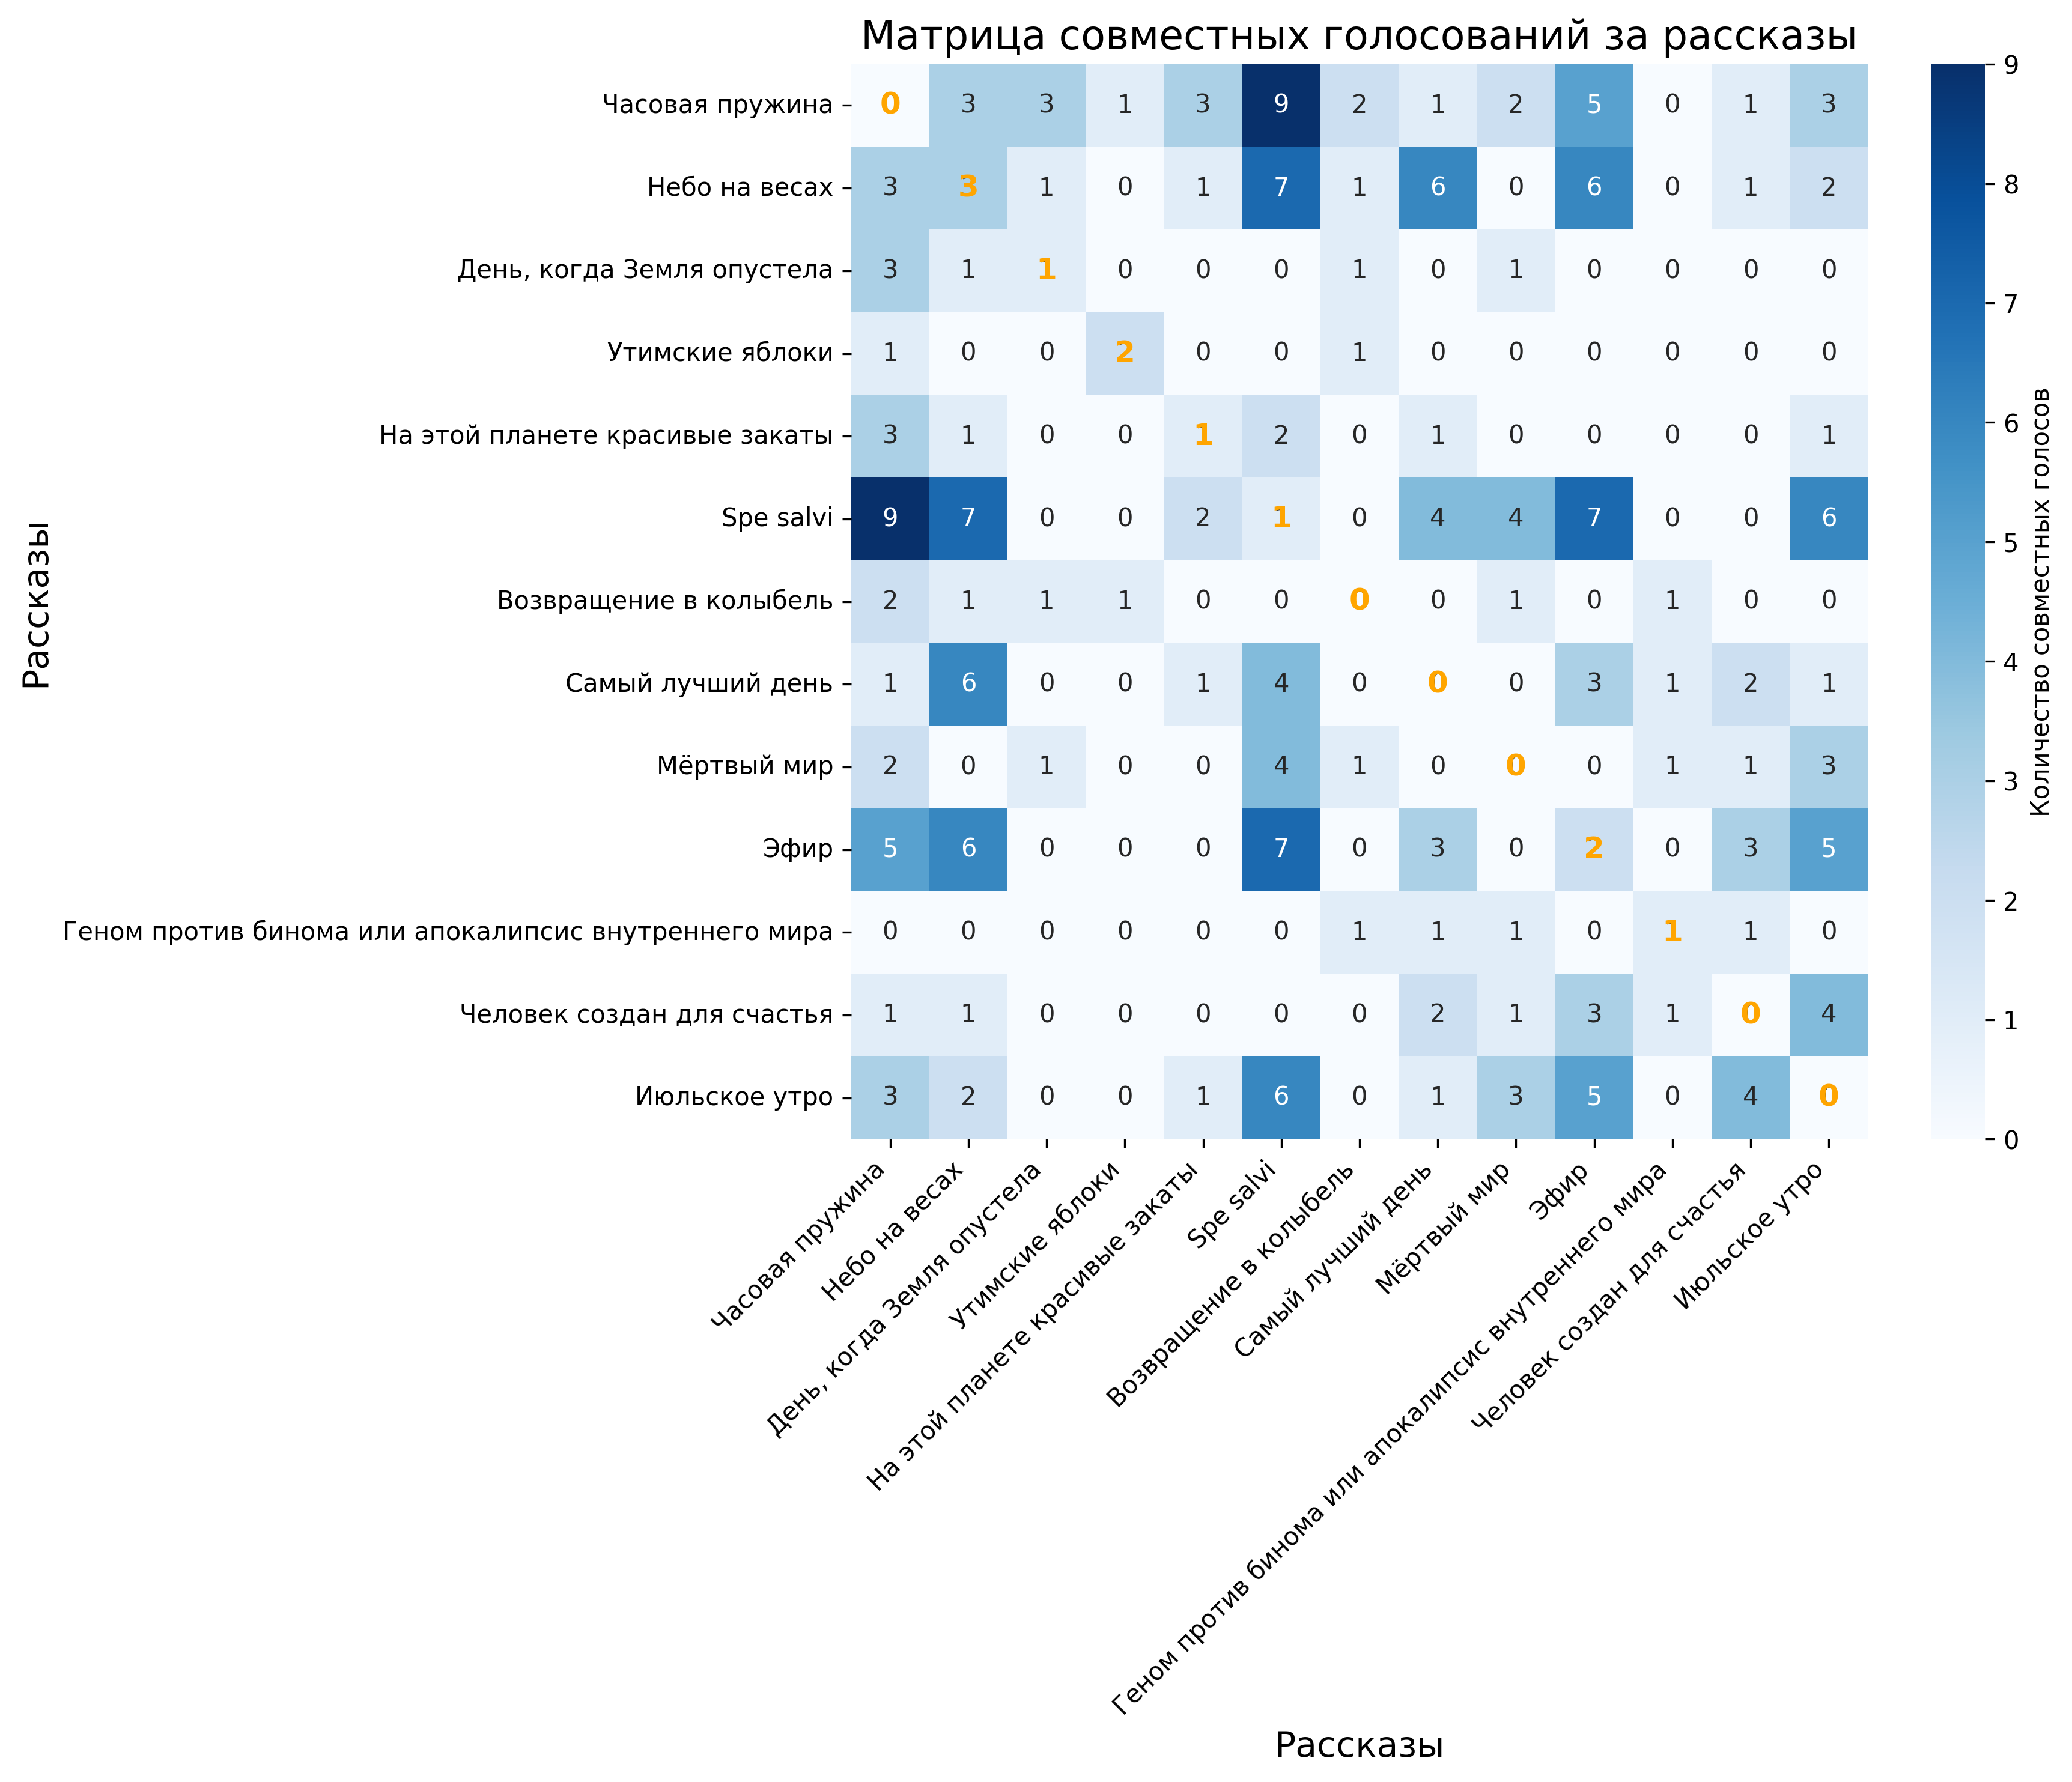 Матрица совместных голосований за рассказы
Рассказы
Часовая пружина 0 3 3 1 3 9 2 1 2 5 0 1 3
Небо на весах 3 3 1 0 1 7 1 6 0 6 0 1 2
День, когда Земля опустела 3 1 1 0 0 0 1 0 1 0 0 0 0
Утимские яблоки 1 0 0 2 0 0 1 0 0 0 0 0 0
На этой планете красивые закаты 3 1 0 0 1 2 0 1 0 0 0 0 1
Spe salvi 9 7 0 0 2 1 0 4 4 7 0 0 6
Возвращение в колыбель 2 1 1 1 0 0 0 0 1 0 1 0 0
Самый лучший день 1 6 0 0 1 4 0 0 0 3 1 2 1
Мёртвый мир 2 0 1 0 0 4 1 0 0 0 1 1 3
Эфир 5 6 0 0 0 7 0 3 0 2 0 3 5
Геном против бинома или апокалипсис внутреннего мира 0 0 0 0 0 0 1 1 1 0 1 1 0
Человек создан для счастья 1 1 0 0 0 0 0 2 1 3 1 0 4
Июльское утро 3 2 0 0 1 6 0 1 3 5 0 4 0
Часовая пружина
Небо на весах
День, когда Земля опустела
Утимские яблоки
На этой планете красивые закаты
Spe salvi
Возвращение в колыбель
Самый лучший день
Мёртвый мир
Эфир
Геном против бинома или апокалипсис внутреннего мира
Человек создан для счастья
Июльское утро
Рассказы
9
8
7
6
5
4
3
2
1
0
Количество совместных голосов